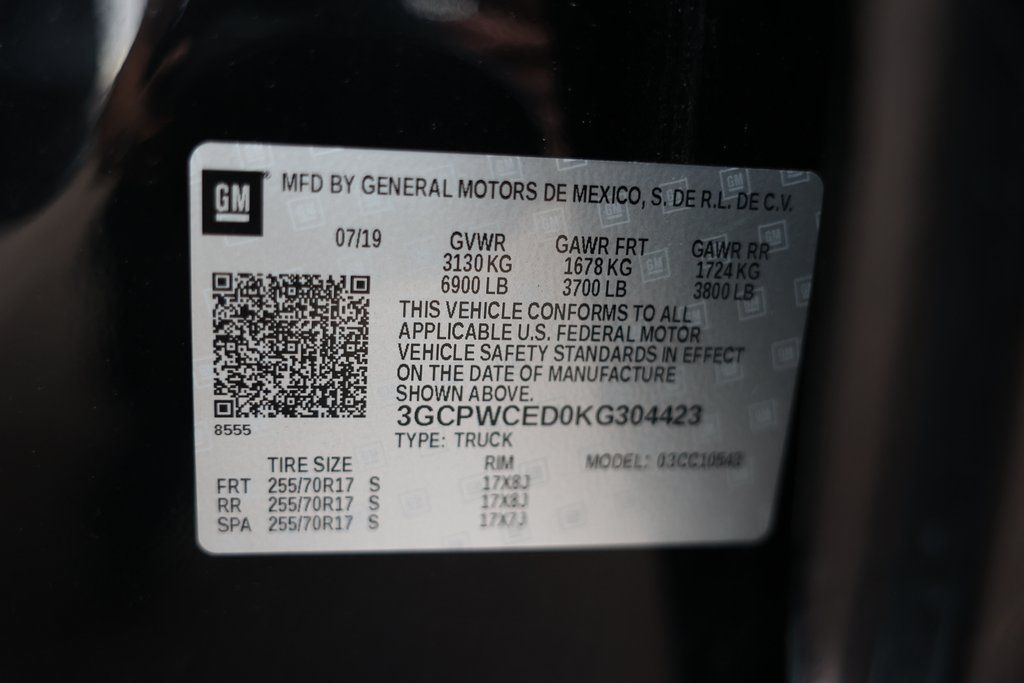 GM ® MFD BY GENERAL MOTORS DE MEXICO, S. DE R.L. DE C.V.
07/19 GVWR GAWR FRT GAWR RR
3130 KG 1678 KG 1724 KG
6900 LB 3700 LB 3800 LB
THIS VEHICLE CONFORMS TO ALL
APPLICABLE U.S. FEDERAL MOTOR
VEHICLE SAFETY STANDARDS IN EFFECT
ON THE DATE OF MANUFACTURE
SHOWN ABOVE.
3GCPWCED0KG304423
8555
TYPE: TRUCK
TIRE SIZE RIM MODEL: 03CC10543
FRT 255/70R17 S 17X8J
RR 255/70R17 S 17X8J
SPA 255/70R17 S 17X7J